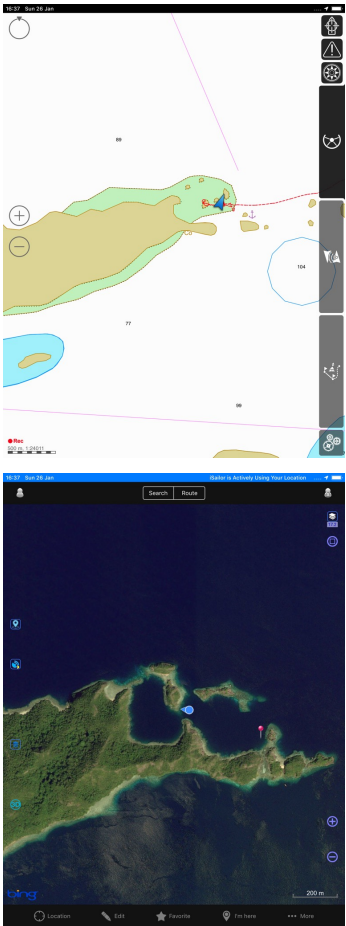 16:37 Sun 26 Jan
89
104
77
99
Rec
500 m, 1:24011
16:37 Sun 26 Jan
iSailor is Actively Using Your Location
Search Route
bing
200 m
Location Edit Favorite I'm here More